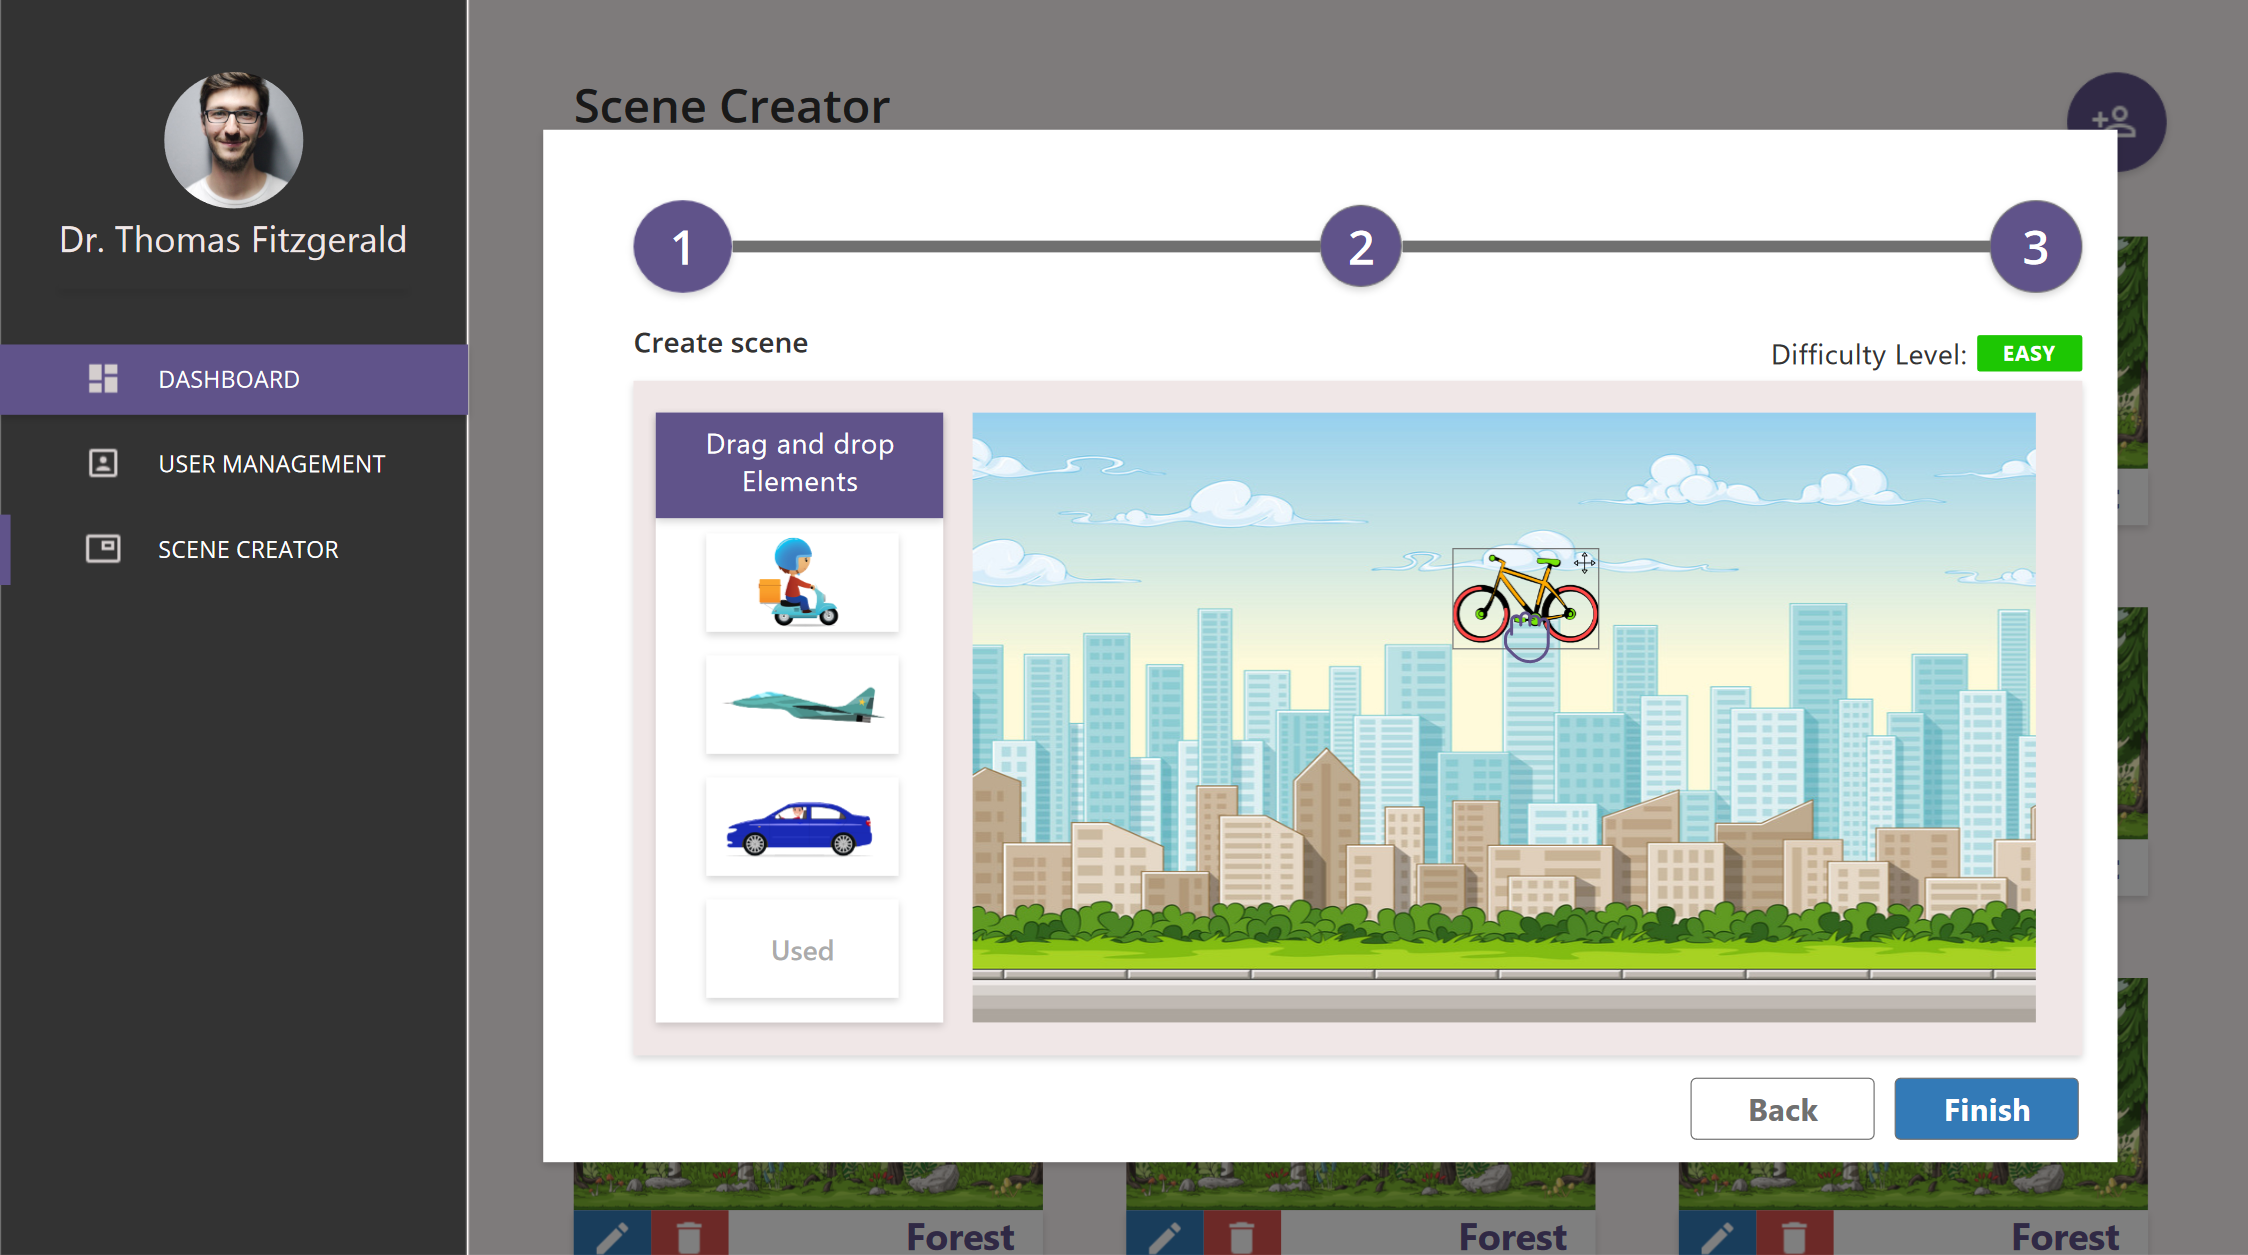 Dr. Thomas Fitzgerald
DASHBOARD
USER MANAGEMENT
SCENE CREATOR
Scene Creator
1
2
3
Create scene
Difficulty Level: EASY
Drag and drop
Elements
Used
Back
Finish
Forest
Forest
Forest